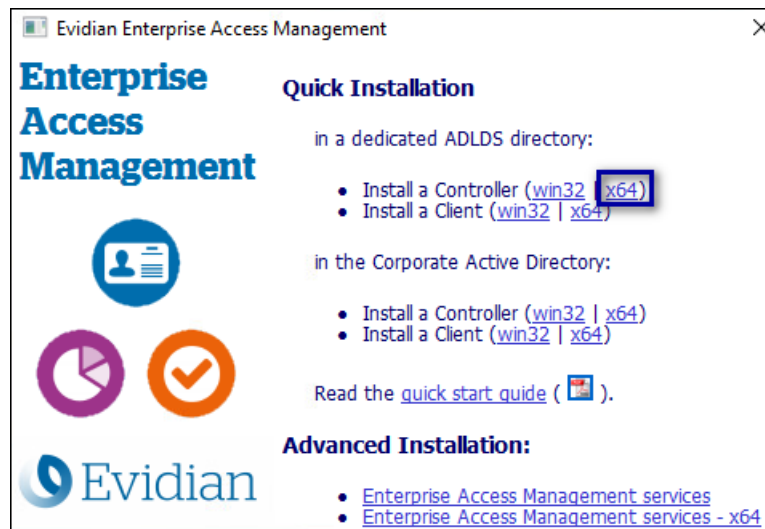 Evidian Enterprise Access Management
Enterprise
Access
Management
Quick Installation
in a dedicated ADLDS directory:
• Install a Controller (win32 | x64)
• Install a Client (win32 | x64)
in the Corporate Active Directory:
• Install a Controller (win32 | x64)
• Install a Client (win32 | x64)
Read the quick start guide ( ).
Advanced Installation:
• Enterprise Access Management services
• Enterprise Access Management services - x64
Evidian